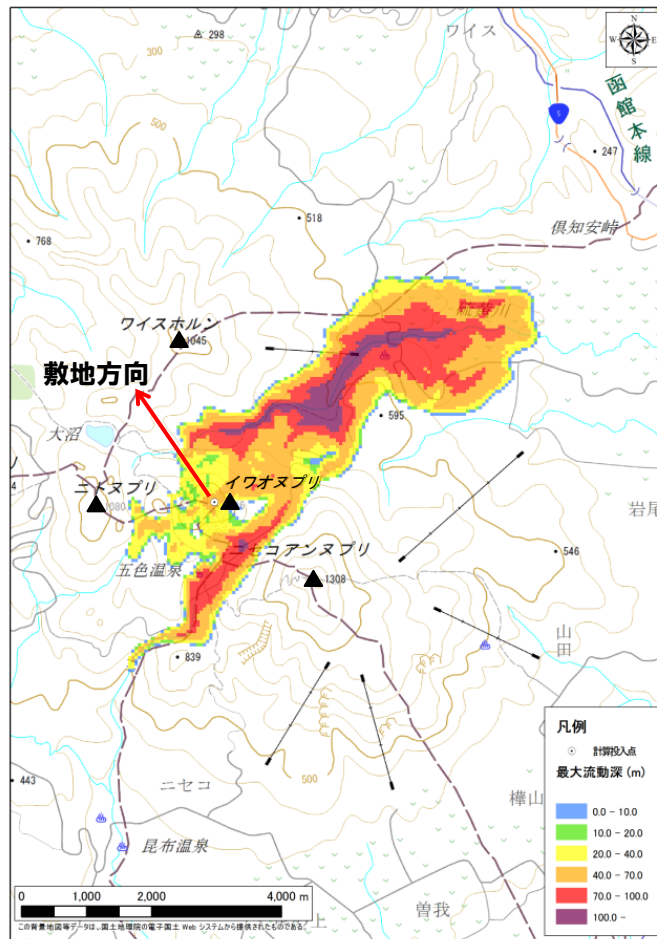 298
ワイス
N
W
E
S
300
函館本線
5
500
247
518
倶知安峠
768
硫黄川
ワイスホルン
1045
敷地方向
595
大沼
イワオヌプリ
ニトヌプリ
1080
岩尾
ニセコアンヌプリ
546
五色温泉
1308
山田
839
凡例
計算投入点
最大流動深 (m)
443
ニセコ
500
樺山
0.0 - 10.0
10.0 - 20.0
昆布温泉
20.0 - 40.0
40.0 - 70.0
70.0 - 100.0
100.0 -
0 1,000 2,000 4,000 m
上
曽我
この背景地図等データは、国土地理院の電子国土 Web システムから提供されたものである。